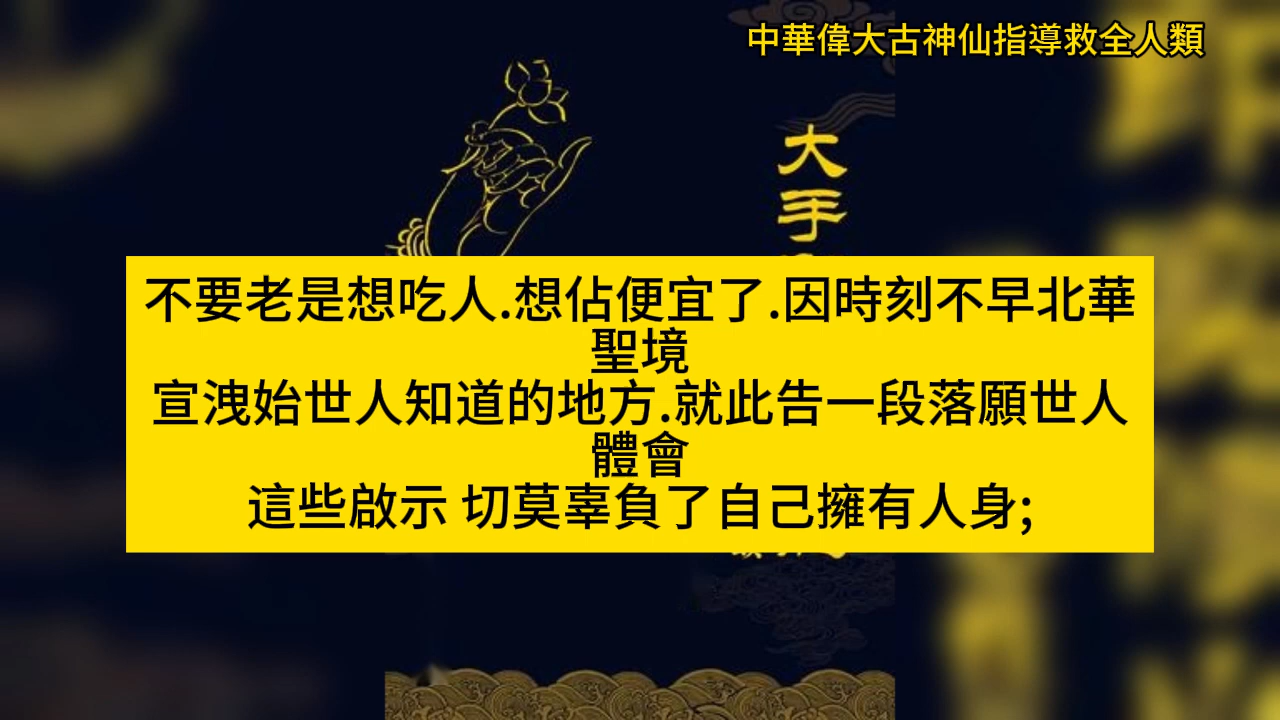 中華偉大古神仙指導救全人類
大手
不要老是想吃人.想佔便宜了.因時刻不早北華
聖境
宣洩始世人知道的地方.就此告一段落願世人
體會
這些啟示 切莫辜負了自己擁有人身;